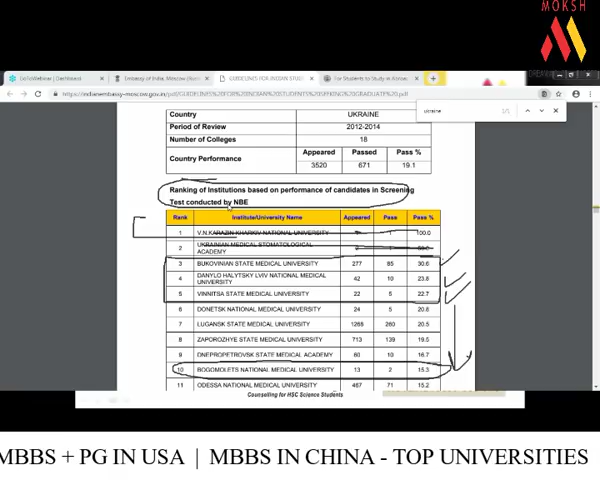 MOKSH
GoToWebinar | Dashboard
GUIDELINES FOR INDIAN STUD
For Students to Study in Abroad
ukraine
1/1
Country UKRAINE
Period of Review 2012-2014
Number of Colleges 18
Country Performance Appeared Passed Pass %
3520 671 19.1
Ranking of Institutions based on performance of candidates in Screening
Test conducted by NBE
Rank Institute/University Name Appeared Pass Pass %
1 V.N.KARAZIN KHARKIV NATIONAL UNIVERSITY 1 100.0
2 UKRAINIAN MEDICAL STOMATOLOGICAL
ACADEMY
3 BUKOVINIAN STATE MEDICAL UNIVERSITY 277 85 30.6
4 DANYLO HALYTSKY LVIV NATIONAL MEDICAL
UNIVERSITY 42 10 23.8
5 VINNITSA STATE MEDICAL UNIVERSITY 22 5 22.7
6 DONETSK NATIONAL MEDICAL UNIVERSITY 24 5 20.8
7 LUGANSK STATE MEDICAL UNIVERSITY 1268 260 20.5
8 ZAPOROZHYE STATE MEDICAL UNIVERSITY 713 139 19.5
9 DNEPROPETROVSK STATE MEDICAL ACADEMY 60 10 16.7
10 BOGOMOLETS NATIONAL MEDICAL UNIVERSITY 13 2 15.3
11 ODESSA NATIONAL MEDICAL UNIVERSITY 467 71 15.2
Counselling for HSC Science Students
MBBS + PG IN USA | MBBS IN CHINA - TOP UNIVERSITIES